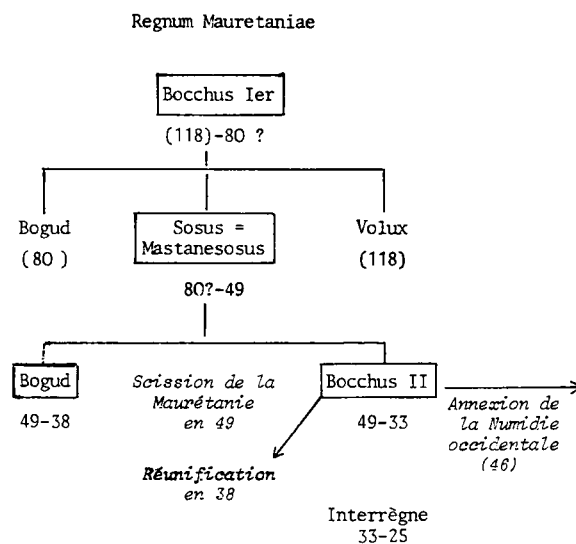 Regnum Mauretaniae
Bocchus Ier
(118)-80 ?
Bogud
(80 )
Sosus =
Mastanesosus
80?-49
Volux
(118)
Bogud
49-38
Scission de la
Maurétanie
en 49
Bocchus II
49-33
Annexion de
la Numidie
occidentale
(46)
Réunification
en 38
Interrègne
33-25